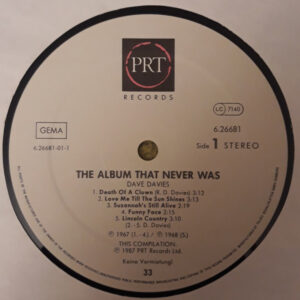 PRT
RECORDS
GEMA
LC 7140
6.26681
6.26681-01-1
Side 1 STEREO
THE ALBUM THAT NEVER WAS
DAVE DAVIES
1. Death Of A Clown (R. D. Davies) 3:13
2. Love Me Till The Sun Shines 3:13
3. Susannah's Still Alive 2:19
4. Funny Face 2:15
5. Lincoln County 3:10
(2.-5. D. Davies)
Ⓟ 1967 (1.-4.) / Ⓟ 1968 (5.)
THIS COMPILATION:
Ⓟ 1987 PRT Records Ltd.
Keine Vermietung!
33